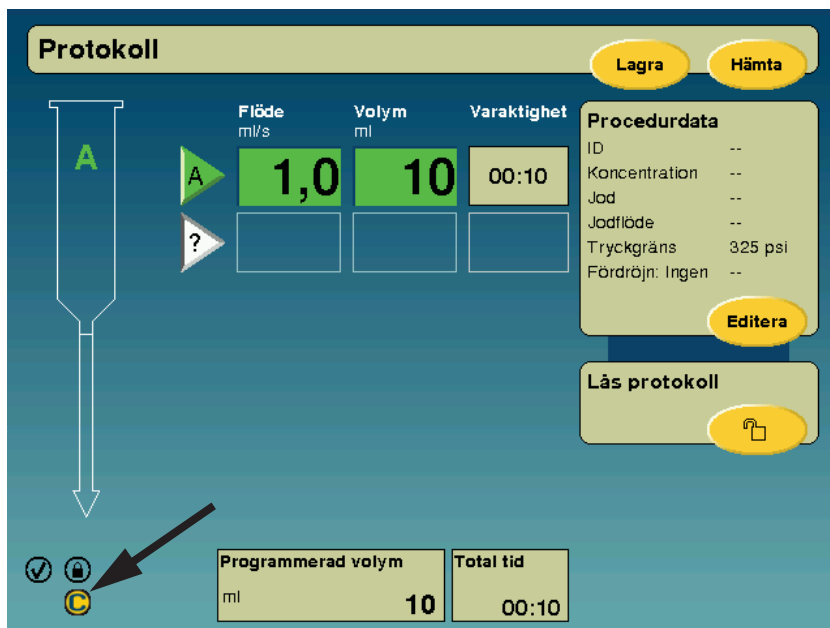 Protokoll
Lagra
Hämta
A
Flöde
ml/s
Volym
ml
Varaktighet
A
1,0
10
00:10
?
Procedurdata
ID --
Koncentration --
Jod --
Jodflöde --
Tryckgräns 325 psi
Fördröjn: Ingen --
Editera
Lås protokoll
C
Programmerad volym
ml 10
Total tid
00:10